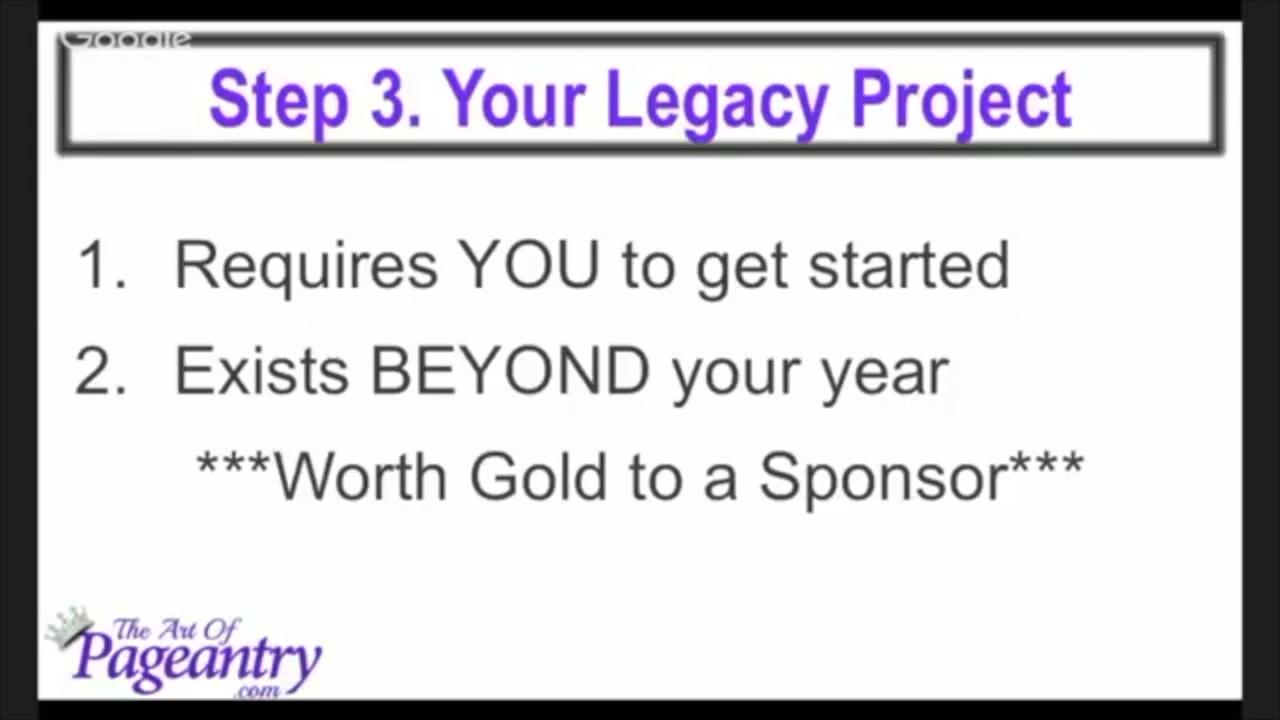 Google
Step 3. Your Legacy Project
1. Requires YOU to get started
2. Exists BEYOND your year
***Worth Gold to a Sponsor***
The Art Of
Pageantry
.com